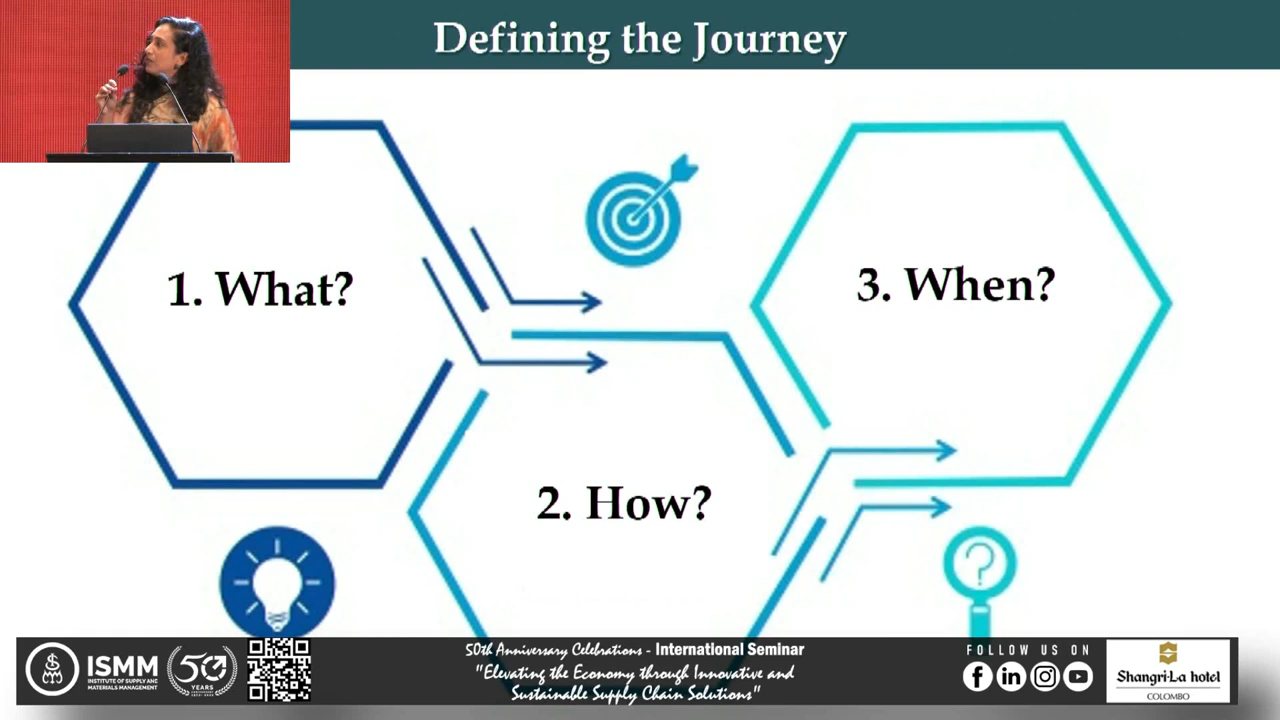 Defining the Journey
1. What?
3. When?
2. How?
?
ISMM
INSTITUTE OF SUPPLY AND
MATERIALS MANAGEMENT
50
YEARS
50th Anniversary Celebrations - International Seminar
"Elevating the Economy through Innovative and
Sustainable Supply Chain Solutions"
FOLLOW US ON
f in
Shangri-La hotel
COLOMBO